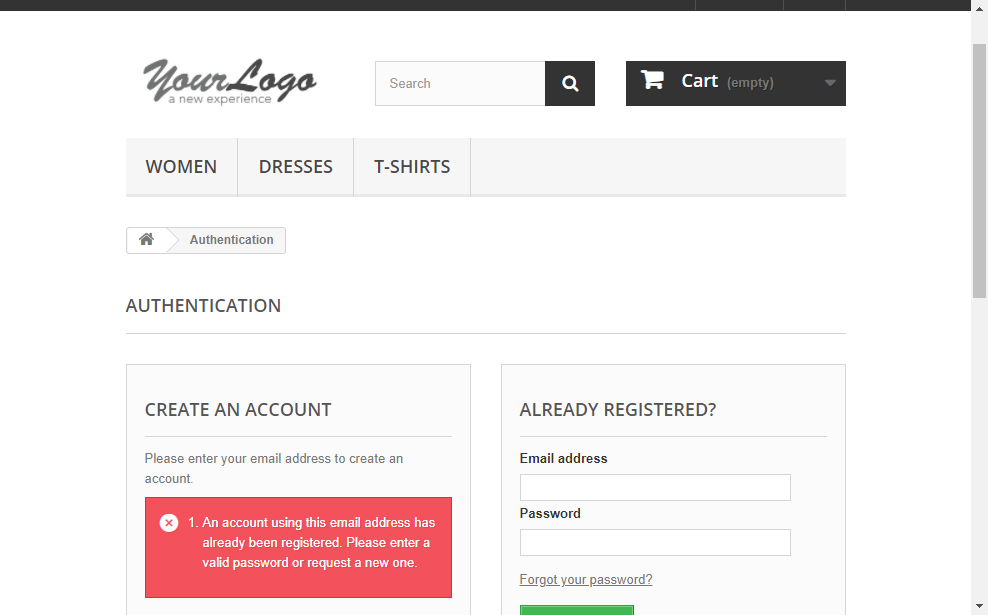 YourLogo
a new experience
Search
Cart (empty)
WOMEN
DRESSES
T-SHIRTS
Authentication
AUTHENTICATION
CREATE AN ACCOUNT
Please enter your email address to create an
account.
1. An account using this email address has
already been registered. Please enter a
valid password or request a new one.
ALREADY REGISTERED?
Email address
Password
Forgot your password?